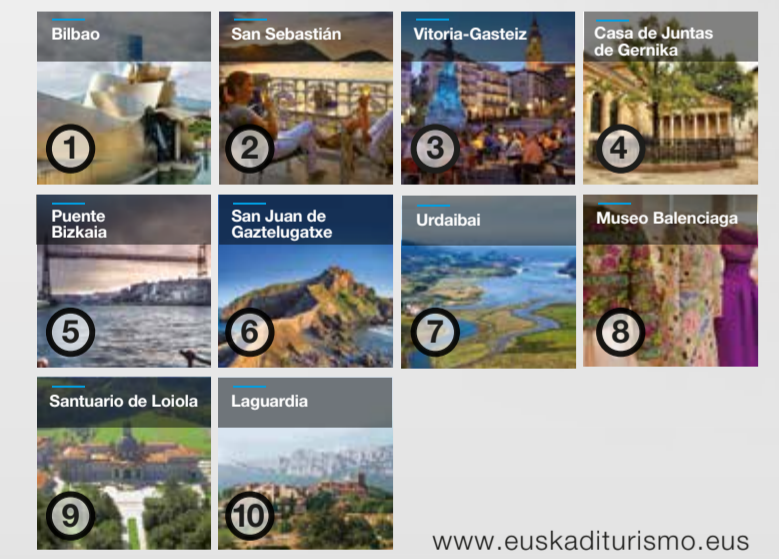 Bilbao
1
San Sebastián
2
Vitoria-Gasteiz
3
Casa de Juntas
de Gernika
4
Puente
Bizkaia
5
San Juan de
Gaztelugatxe
6
Urdaibai
7
Museo Balenciaga
8
Santuario de Loiola
9
Laguardia
10
www.euskaditurismo.eus